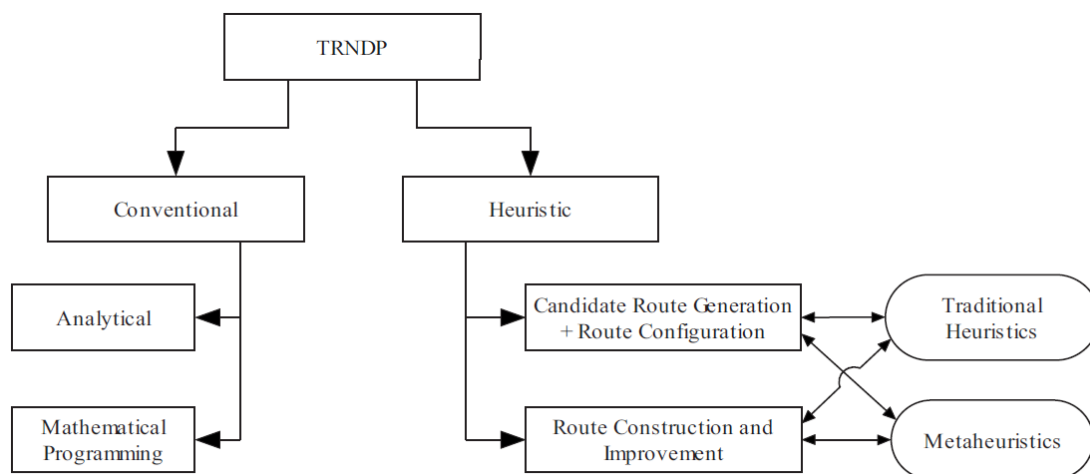 TRNDP
Conventional
Heuristic
Analytical
Candidate Route Generation
+ Route Configuration
Traditional
Heuristics
Mathematical
Programming
Route Construction and
Improvement
Metaheuristics